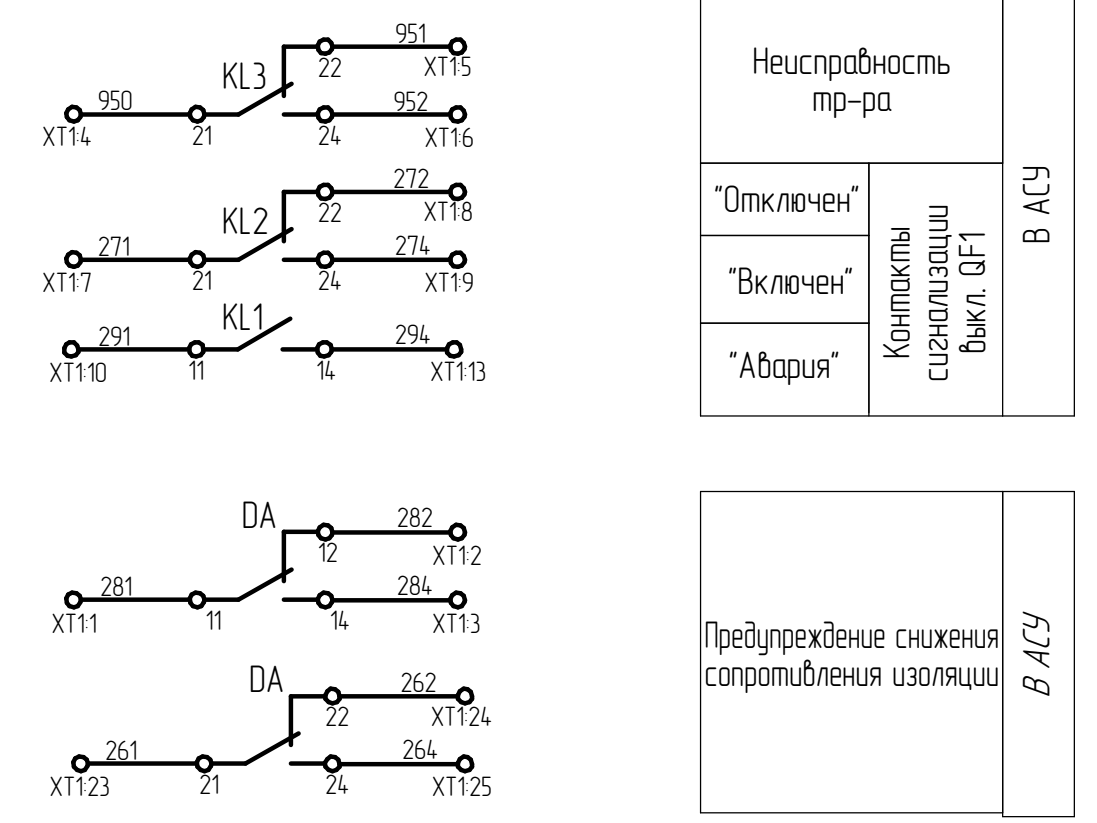 951
KL3
22
XT1:5
950
952
XT1:4
21
24
XT1:6
272
22
XT1:8
KL2
271
274
XT1:7
21
24
XT1:9
KL1
291
294
XT1:10
11
14
XT1:13
Неисправность
тр-ра
"Отключен"
"Включен"
"Авария"
Контакты
сигнализации
выкл. QF1
В АСУ
DA
282
12
XT1:2
281
284
XT1:1
11
14
XT1:3
DA
262
22
XT1:24
261
264
XT1:23
21
24
XT1:25
Предупреждение снижения
сопротивления изоляции
В АСУ